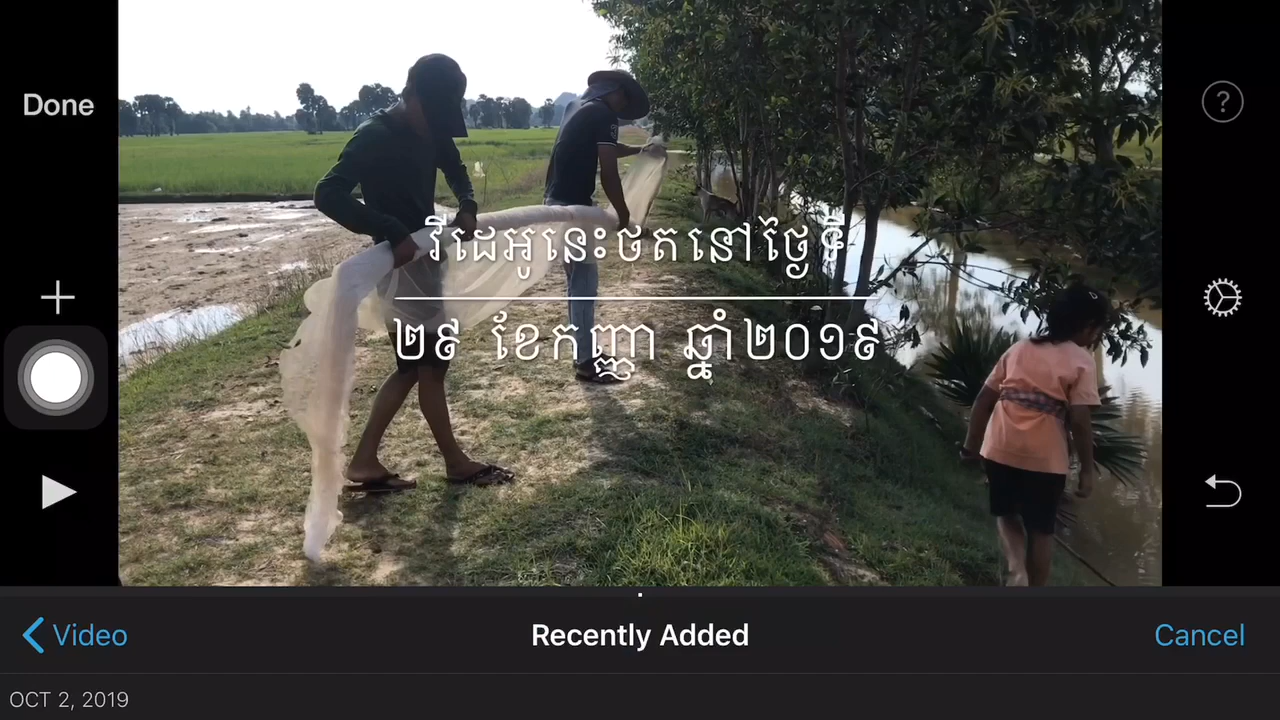 Done
វីដេអូនេះថតនៅថ្ងៃទី
២៩ ខែកញ្ញា ឆ្នាំ២០១៩
?
Video
Recently Added
Cancel
OCT 2, 2019